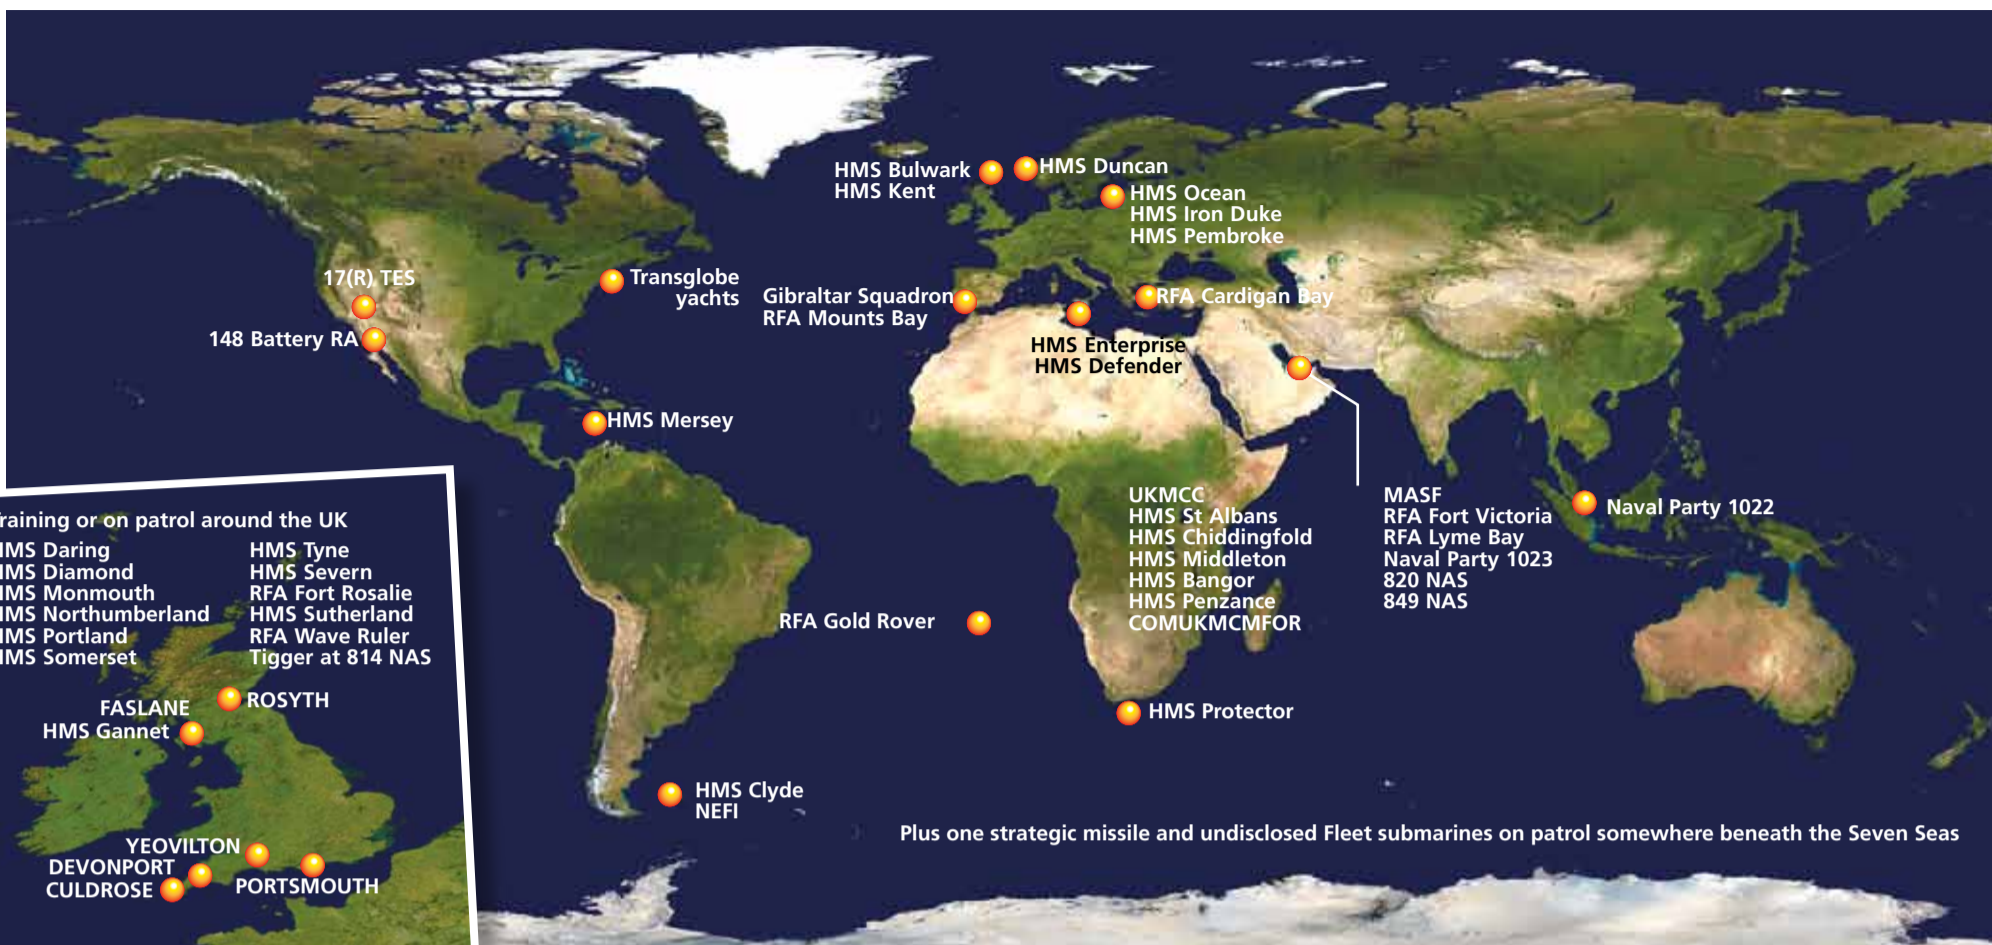 HMS Bulwark
HMS Kent
HMS Duncan
HMS Ocean
HMS Iron Duke
HMS Pembroke
17(R) TES
148 Battery RA
Transglobe
yachts
Gibraltar Squadron
RFA Mounts Bay
RFA Cardigan Bay
HMS Enterprise
HMS Defender
HMS Mersey
UKMCC
HMS St Albans
HMS Chiddingfold
HMS Middleton
HMS Bangor
HMS Penzance
COMUKMCMFOR
MASF
RFA Fort Victoria
RFA Lyme Bay
Naval Party 1023
820 NAS
849 NAS
Naval Party 1022
RFA Gold Rover
HMS Protector
HMS Clyde
NEFI
Plus one strategic missile and undisclosed Fleet submarines on patrol somewhere beneath the Seven Seas
raining or on patrol around the UK
HMS Daring
HMS Diamond
HMS Monmouth
HMS Northumberland
HMS Portland
HMS Somerset
HMS Tyne
HMS Severn
RFA Fort Rosalie
HMS Sutherland
RFA Wave Ruler
Tigger at 814 NAS
ROSYTH
FASLANE
HMS Gannet
YEOVILTON
DEVONPORT
CULDROSE
PORTSMOUTH